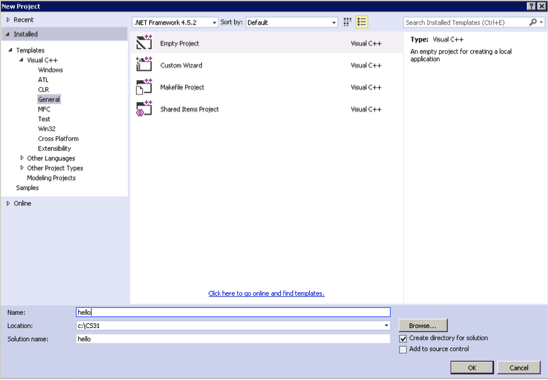 New Project
Recent
.NET Framework 4.5.2 Sort by: Default Search Installed Templates (Ctrl+E)
Installed
Templates
Visual C++
Windows
ATL
CLR
General
MFC
Test
Win32
Cross Platform
Extensibility
Other Languages
Other Project Types
Modeling Projects
Samples
Online
Empty Project Visual C++
Custom Wizard Visual C++
Makefile Project Visual C++
Shared Items Project Visual C++
Click here to go online and find templates.
Type: Visual C++
An empty project for creating a local
application
Name: hello
Location: c:\CS31 Browse...
Solution name: hello
Create directory for solution
Add to source control
OK Cancel